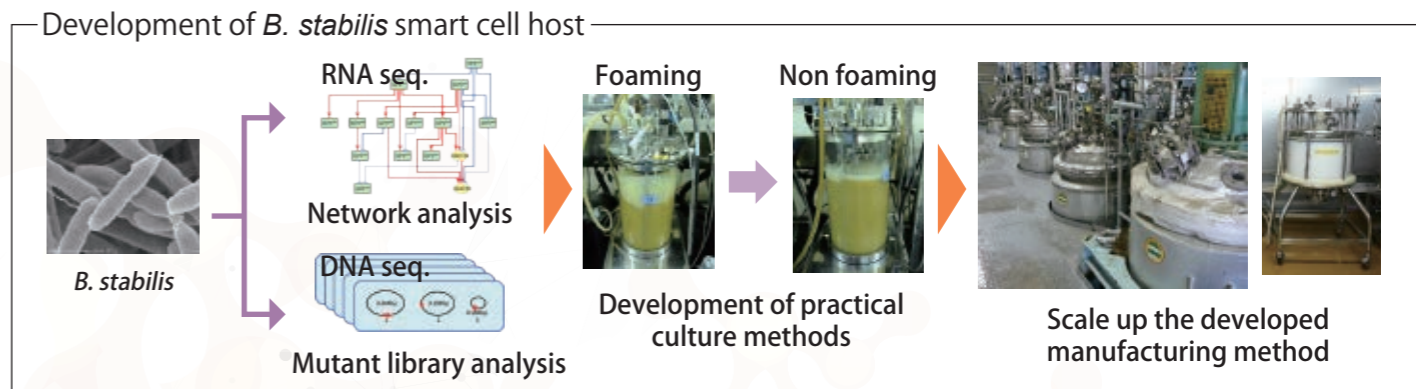 Development of B. stabilis smart cell host
B. stabilis
RNA seq.
Network analysis
DNA seq.
Mutant library analysis
Foaming
Non foaming
Development of practical
culture methods
Scale up the developed
manufacturing method